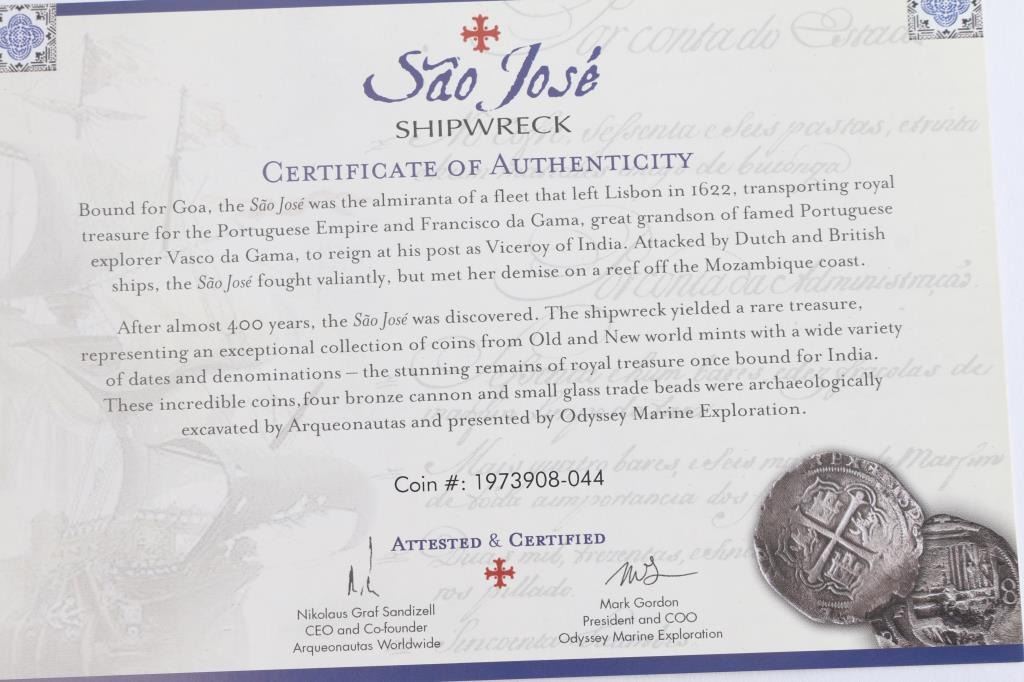 São José
SHIPWRECK
CERTIFICATE OF AUTHENTICITY
Bound for Goa, the São José was the almiranta of a fleet that left Lisbon in 1622, transporting royal
treasure for the Portuguese Empire and Francisco da Gama, great grandson of famed Portuguese
explorer Vasco da Gama, to reign at his post as Viceroy of India. Attacked by Dutch and British
ships, the São José fought valiantly, but met her demise on a reef off the Mozambique coast.
After almost 400 years, the São José was discovered. The shipwreck yielded a rare treasure,
representing an exceptional collection of coins from Old and New world mints with a wide variety
of dates and denominations – the stunning remains of royal treasure once bound for India.
These incredible coins, four bronze cannon and small glass trade beads were archaeologically
excavated by Arqueonautas and presented by Odyssey Marine Exploration.
Coin #: 1973908-044
ATTESTED & CERTIFIED
Nikolaus Graf Sandizell
CEO and Co-founder
Arqueonautas Worldwide
Mark Gordon
President and COO
Odyssey Marine Exploration